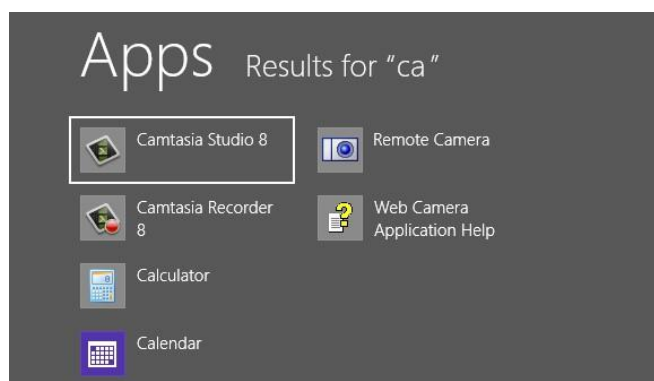 Apps Results for “ca”
Camtasia Studio 8
Camtasia Recorder
8
Calculator
Calendar
Remote Camera
Web Camera
Application Help